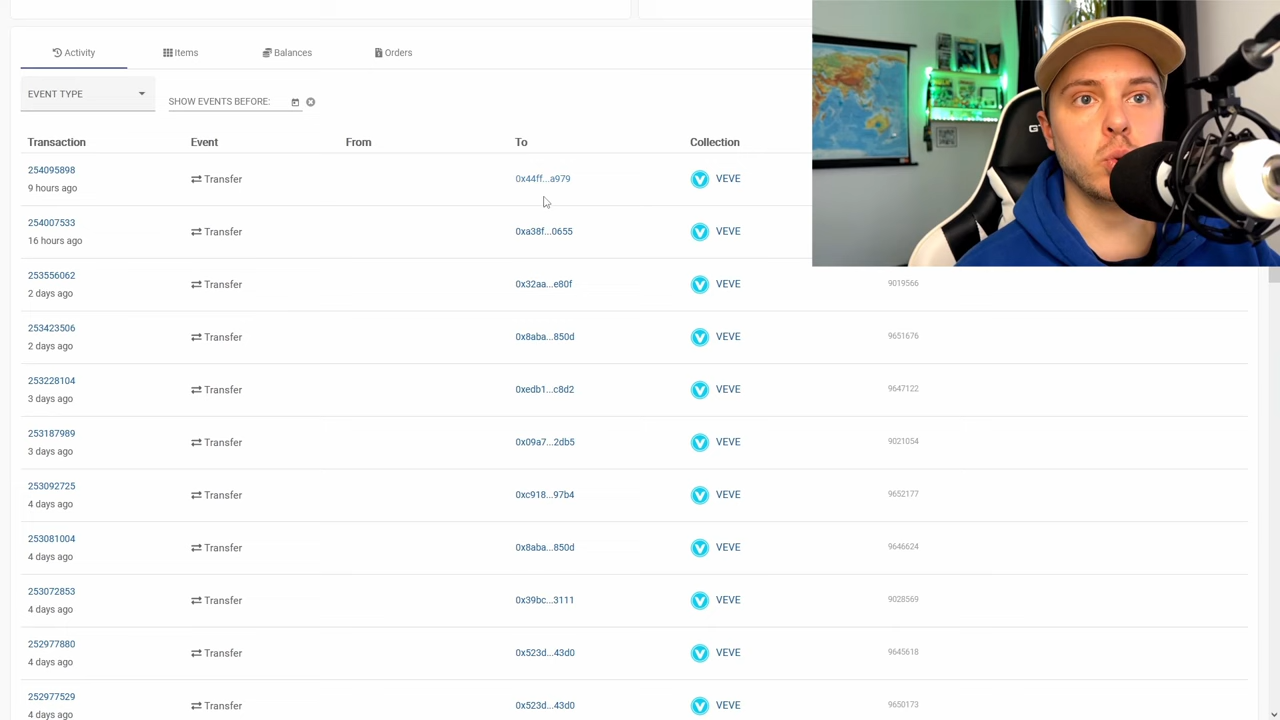 Activity
Items
Balances
Orders
EVENT TYPE
SHOW EVENTS BEFORE:
Transaction Event From To Collection
254095898
9 hours ago
Transfer 0x44ff...a979 VEVE
254007533
16 hours ago
Transfer 0xa38f...0655 VEVE
253556062
2 days ago
Transfer 0x32aa...e80f VEVE 9019566
253423506
2 days ago
Transfer 0x8aba...850d VEVE 9651676
253228104
3 days ago
Transfer 0xedb1...c8d2 VEVE 9647122
253187989
3 days ago
Transfer 0x09a7...2db5 VEVE 9021054
253092725
4 days ago
Transfer 0xc918...97b4 VEVE 9652177
253081004
4 days ago
Transfer 0x8aba...850d VEVE 9646624
253072853
4 days ago
Transfer 0x39bc...3111 VEVE 9028569
252977880
4 days ago
Transfer 0x523d...43d0 VEVE 9645618
252977529
4 days ago
Transfer 0x523d...43d0 VEVE 9650173